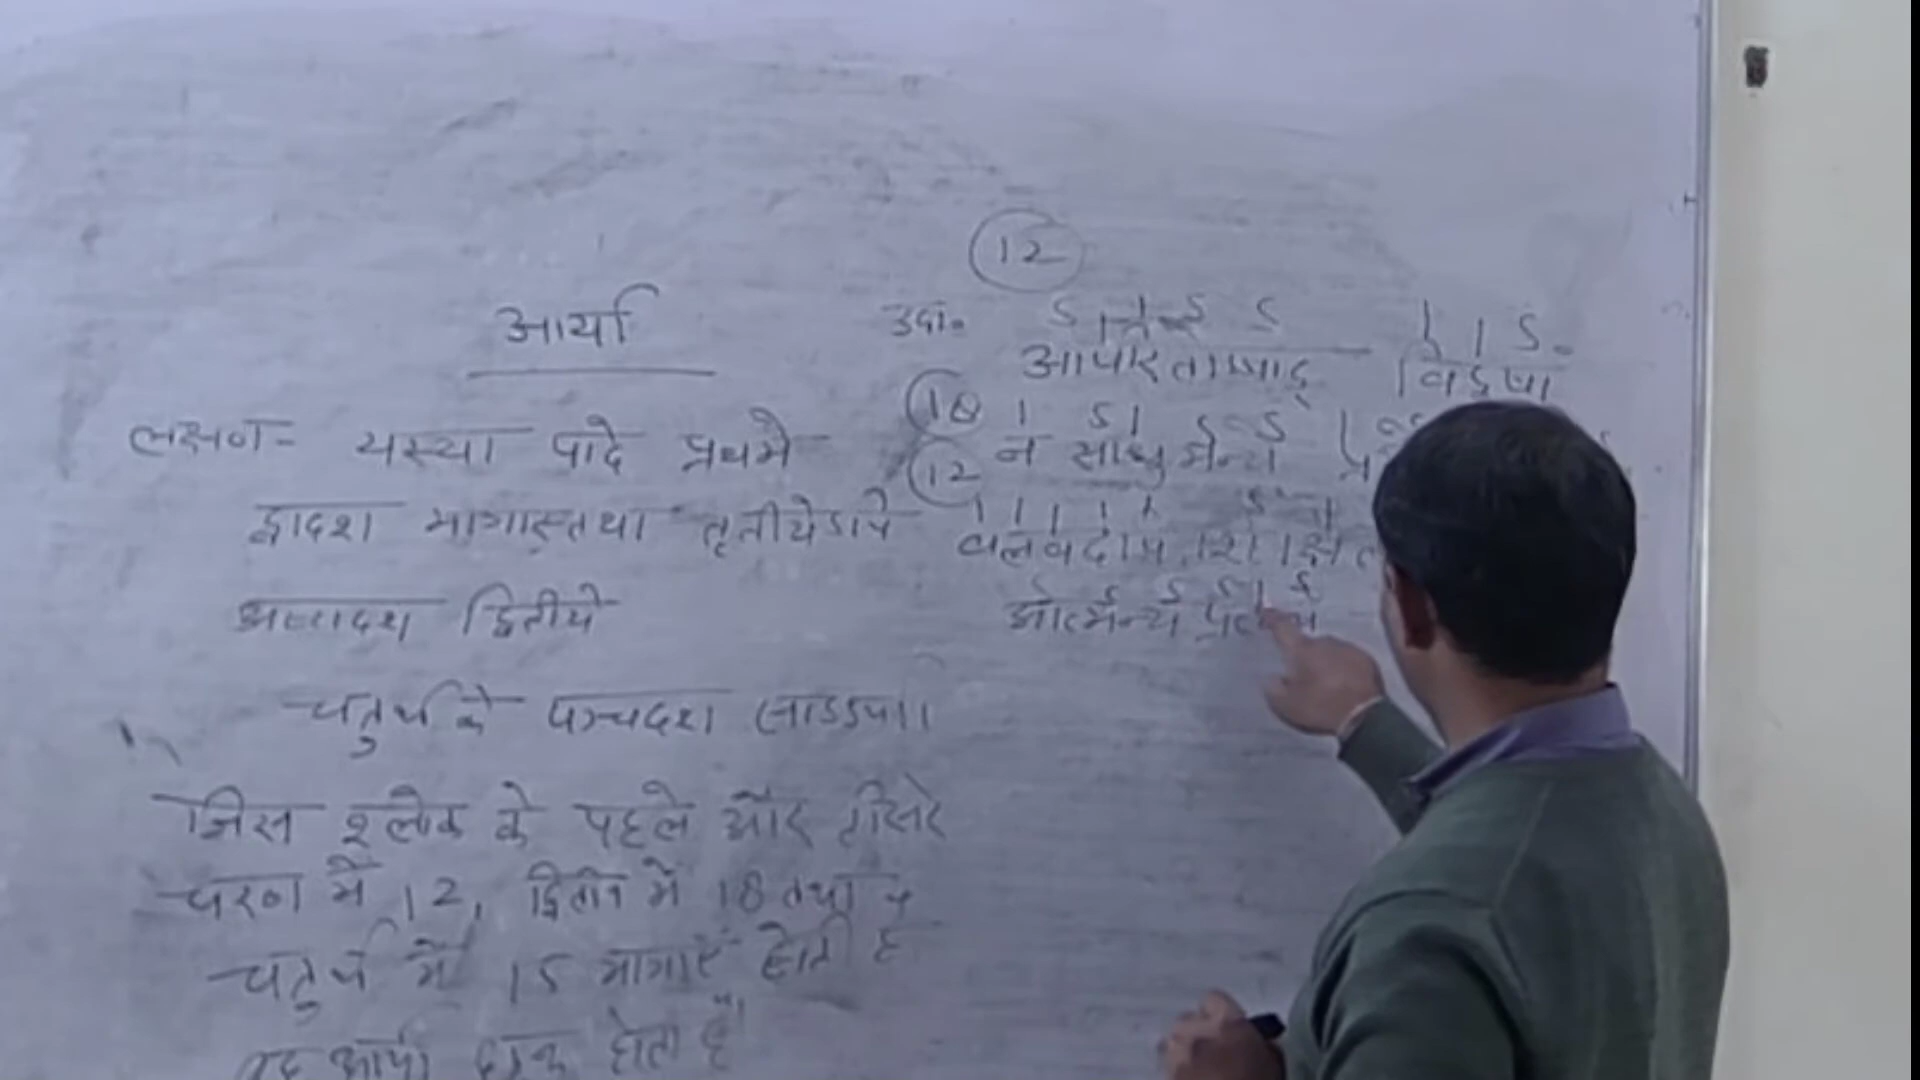 आर्या
लक्षण- यस्या पादे प्रथमे
द्वादश मात्रास्तथा तृतीयेऽपि
अष्टादश द्वितीये
चतुर्थके पञ्चदश साऽऽर्या।
जिस श्लोक के पहले और तीसरे
चरण में 12, द्वितीय में 18 तथा
चतुर्थ में 15 मात्राएँ होती है
वह आर्या छन्द होता है।
12
उदा० S । । S S । । S
आपरितोषाद् विदुषां
18 । S । S S ।
न साधु मन्ये
12 । । । । । S ।
बलवदपि शिक्षित
S S S । S
मात्मन्य प्रत्यय